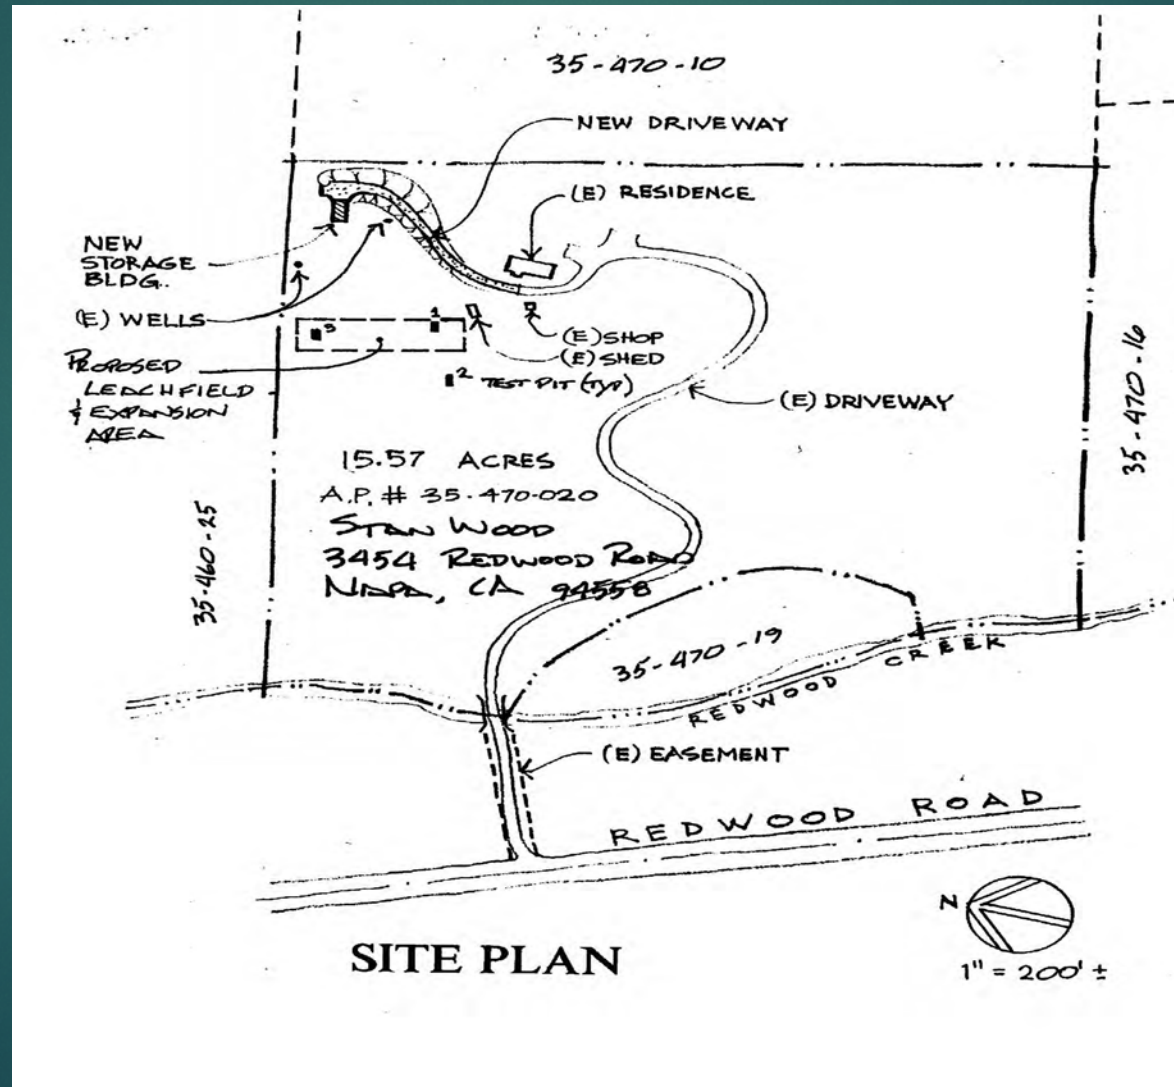 35-470-10
NEW DRIVEWAY
(E) RESIDENCE
NEW
STORAGE
BLDG.
(E) WELLS
3
1
(E) SHOP
(E) SHED
PROPOSED
LEACHFIELD
& EXPANSION
AREA
2 TEST PIT (TYP)
(E) DRIVEWAY
35-470-16
15.57 ACRES
A.P. # 35-470-020
STAN WOOD
3454 REDWOOD ROAD
NAPA, CA 94558
35-460-25
35-470-19
REDWOOD CREEK
(E) EASEMENT
REDWOOD ROAD
N
SITE PLAN
1" = 200' ±